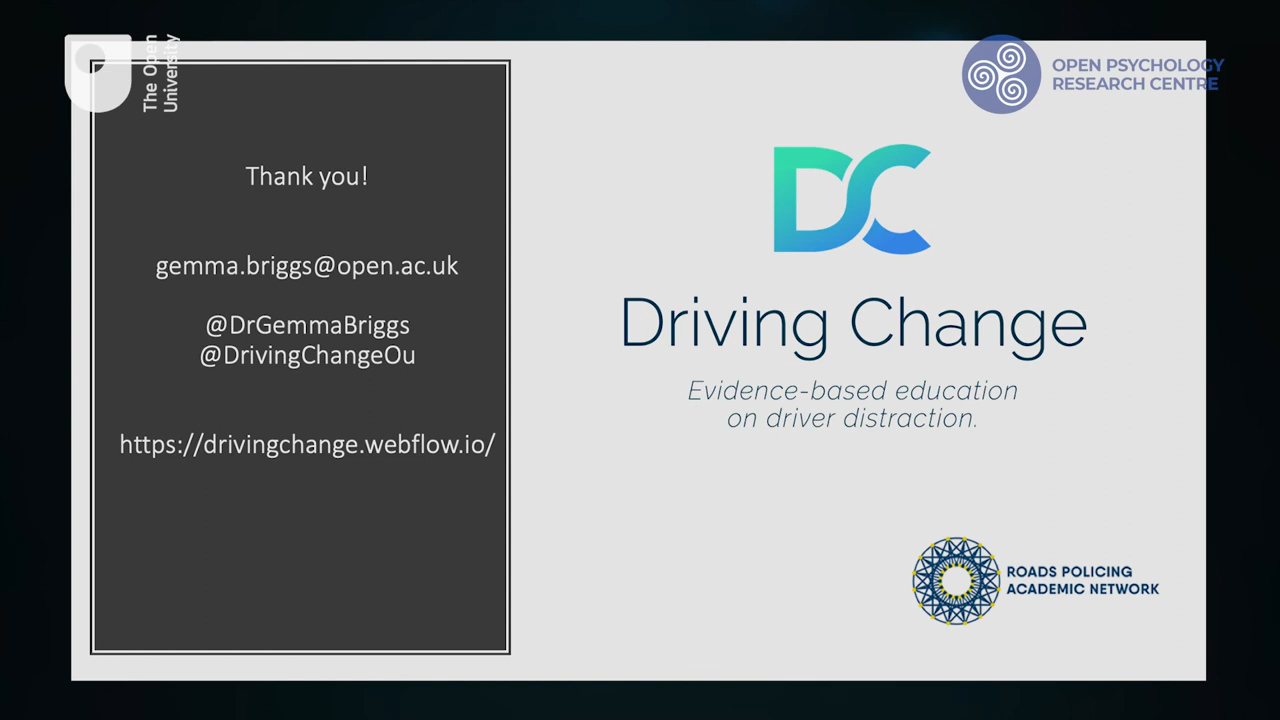 The Open
University
OPEN PSYCHOLOGY
RESEARCH CENTRE
Thank you!
gemma.briggs@open.ac.uk
@DrGemmaBriggs
@DrivingChangeOu
https://drivingchange.webflow.io/
DC
Driving Change
Evidence-based education
on driver distraction.
ROADS POLICING
ACADEMIC NETWORK